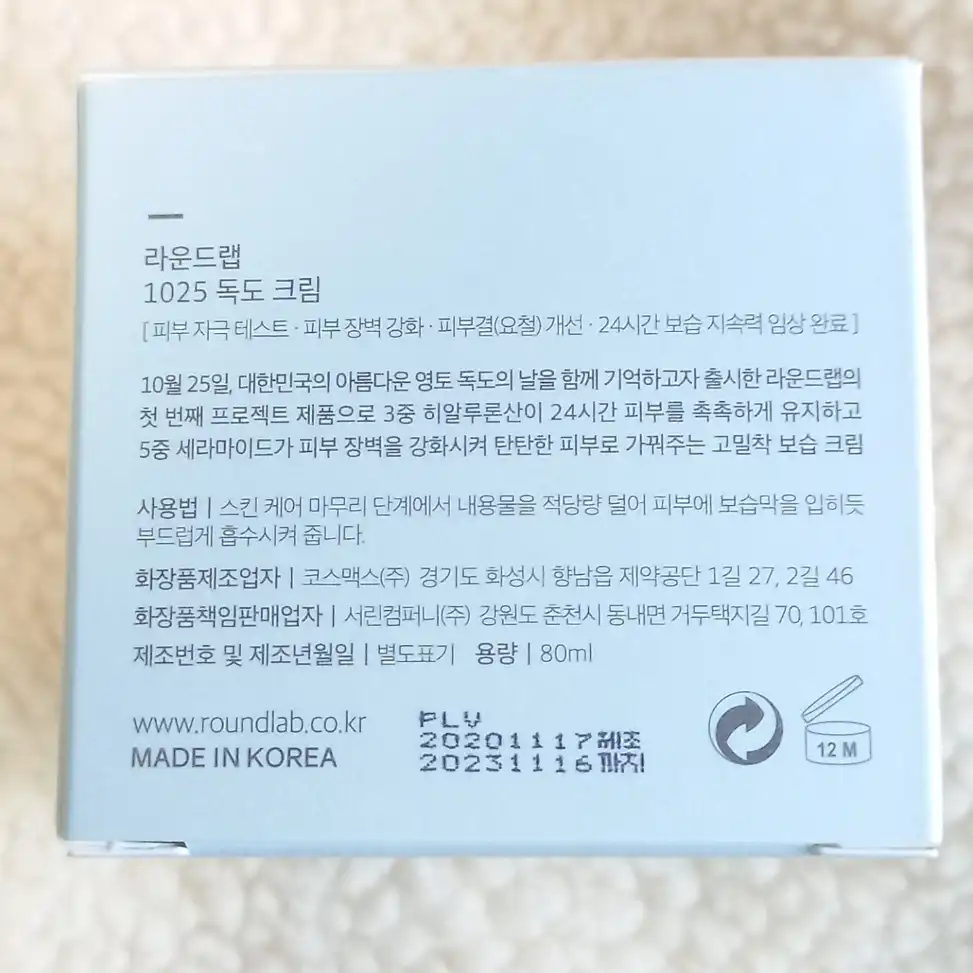 라운드랩
1025 독도 크림
[ 피부 자극 테스트 · 피부 장벽 강화 · 피부결(요철) 개선 · 24시간 보습 지속력 임상 완료 ]
10월 25일, 대한민국의 아름다운 영토 독도의 날을 함께 기억하고자 출시한 라운드랩의
첫 번째 프로젝트 제품으로 3중 히알루론산이 24시간 피부를 촉촉하게 유지하고
5중 세라마이드가 피부 장벽을 강화시켜 탄탄한 피부로 가꿔주는 고밀착 보습 크림
사용법 | 스킨 케어 마무리 단계에서 내용물을 적당량 덜어 피부에 보습막을 입히듯
부드럽게 흡수시켜 줍니다.
화장품제조업자 | 코스맥스(주) 경기도 화성시 향남읍 제약공단 1길 27, 2길 46
화장품책임판매업자 | 서린컴퍼니(주) 강원도 춘천시 동내면 거두택지길 70, 101호
제조번호 및 제조년월일 | 별도표기 용량 | 80ml
www.roundlab.co.kr
MADE IN KOREA
PLV
20201117제조
20231116까지
12 M